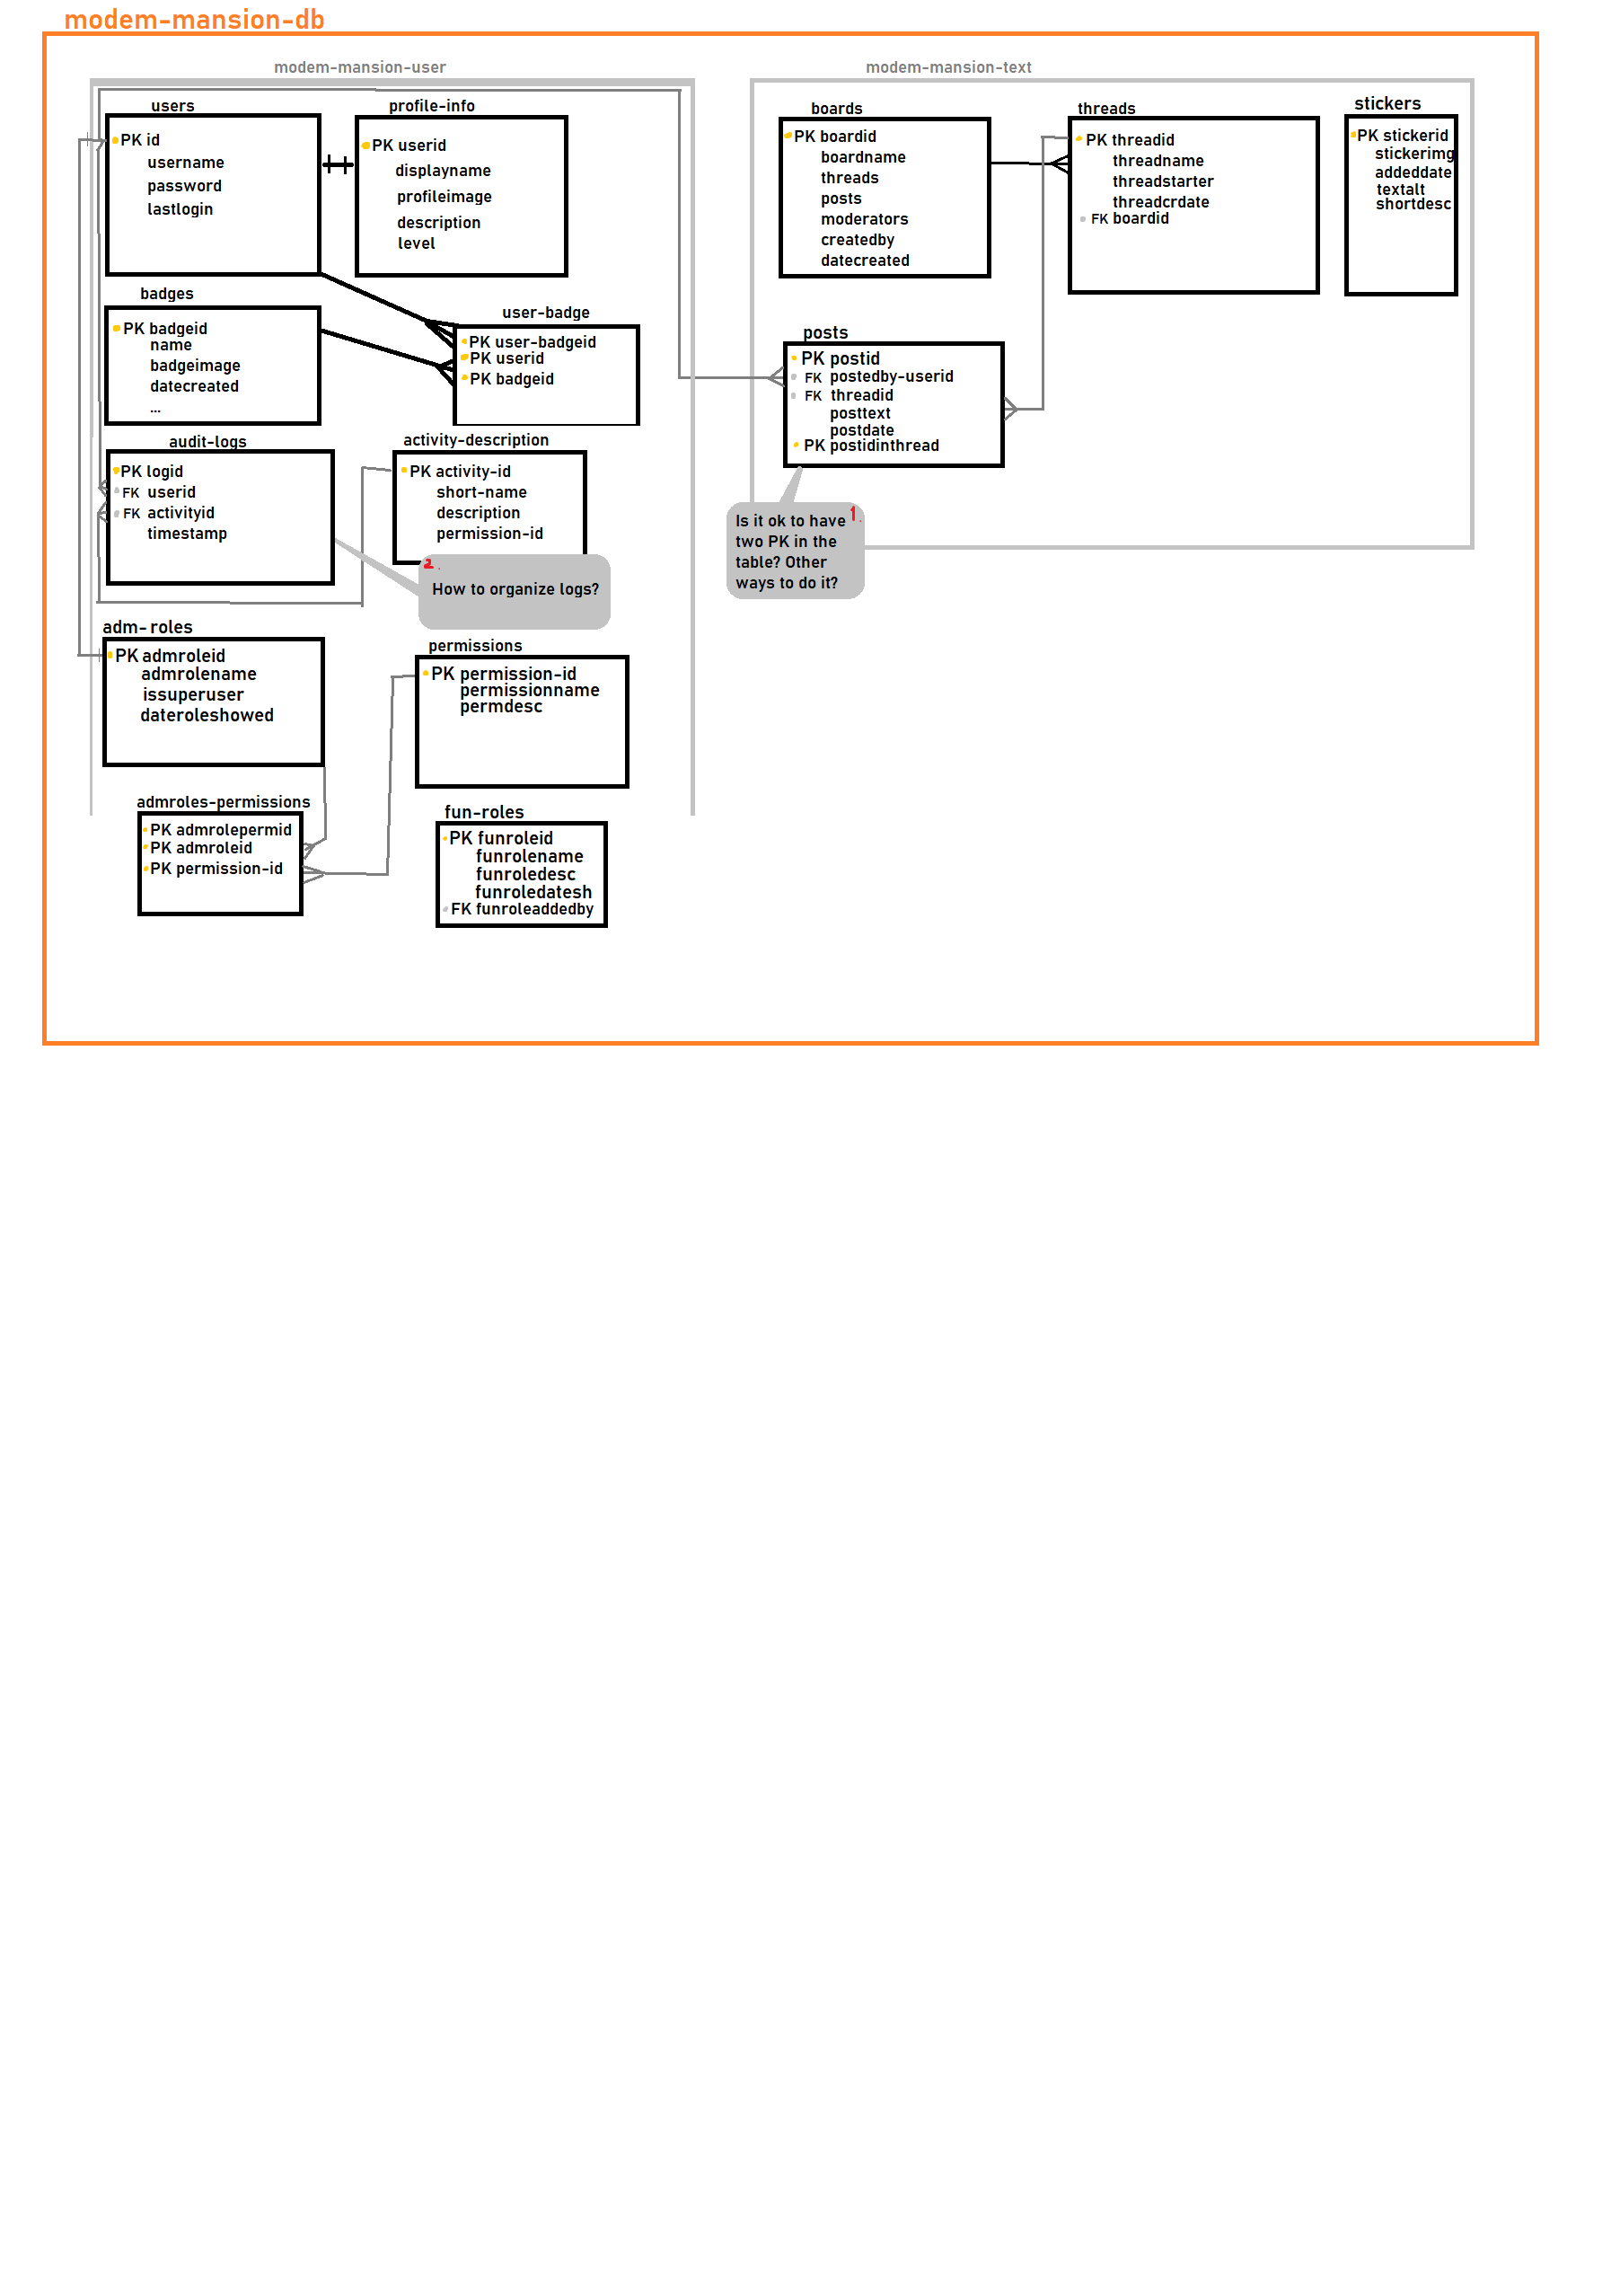 modem-mansion-db
modem-mansion-user
users
PK id
username
password
lastlogin
profile-info
PK userid
displayname
profileimage
description
level
badges
PK badgeid
name
badgeimage
datecreated
...
user-badge
PK user-badgeid
PK userid
PK badgeid
audit-logs
PK logid
FK userid
FK activityid
timestamp
activity-description
PK activity-id
short-name
description
permission-id
2.
How to organize logs?
adm-roles
PK admroleid
admrolename
issuperuser
dateroleshowed
permissions
PK permission-id
permissionname
permdesc
admroles-permissions
PK admrolepermid
PK admroleid
PK permission-id
fun-roles
PK funroleid
funrolename
funroledesc
funroledatesh
FK funroleaddedby
modem-mansion-text
boards
PK boardid
boardname
threads
posts
moderators
createdby
datecreated
threads
PK threadid
threadname
threadstarter
threadcrdate
FK boardid
stickers
PK stickerid
stickerimg
addeddate
textalt
shortdesc
posts
PK postid
FK postedby-userid
FK threadid
posttext
postdate
PK postidinthread
1.
Is it ok to have
two PK in the
table? Other
ways to do it?